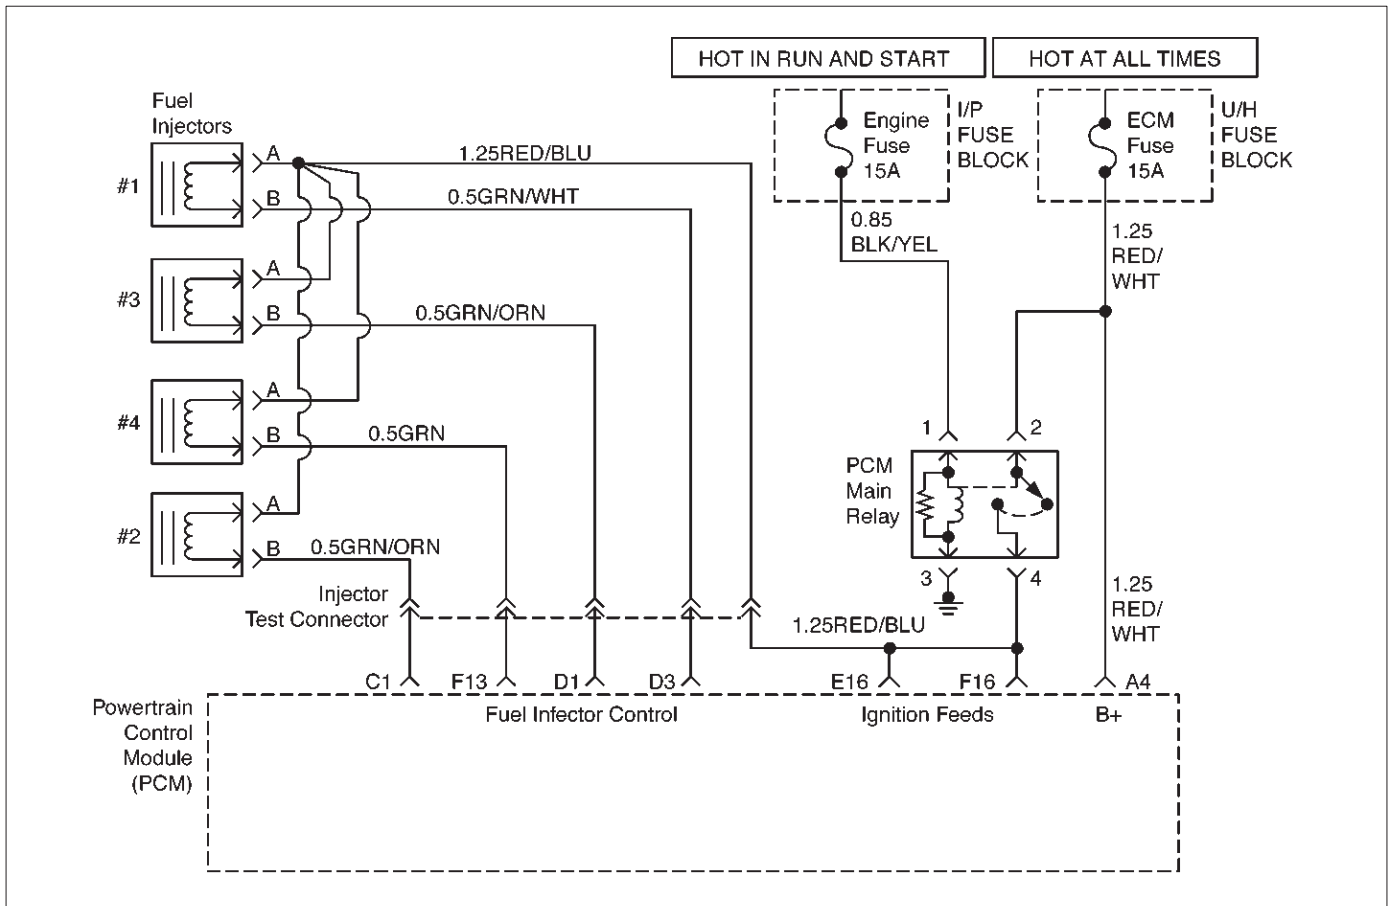 HOT IN RUN AND START
HOT AT ALL TIMES
Fuel
Injectors
I/P
FUSE
BLOCK
Engine
Fuse
15A
U/H
FUSE
BLOCK
ECM
Fuse
15A
#1
A
1.25RED/BLU
B
0.5GRN/WHT
0.85
BLK/YEL
1.25
RED/
WHT
#3
A
B
0.5GRN/ORN
#4
A
B
0.5GRN
1
2
PCM
Main
Relay
3
4
#2
A
B
0.5GRN/ORN
Injector
Test Connector
1.25RED/BLU
1.25
RED/
WHT
C1
F13
D1
D3
E16
F16
A4
Powertrain
Control
Module
(PCM)
Fuel Infector Control
Ignition Feeds
B+